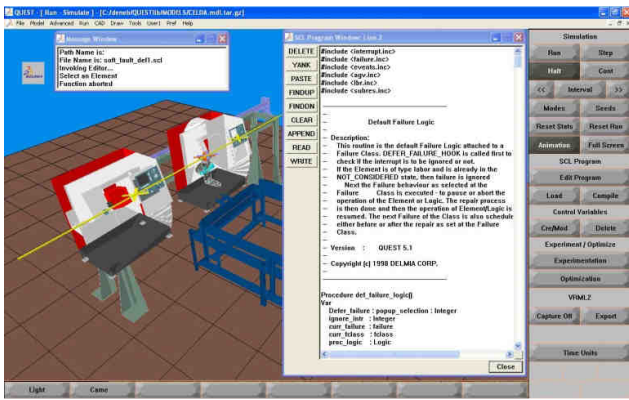 QUEST - [ Run - Simulate ] - [C:/deneb/QUESTlib/MODELS/CELDA.mdl.tar.gz]
File Model Advanced Run CAD Draw Tools User1 Pref Help
Message Window
Path Name is:
File Name is: soft_fault_def1.scl
Invoking Editor...
Select an Element
Function aborted
SCL Program Window: Line 2
DELETE
YANK
PASTE
FINDUP
FINDDN
CLEAR
APPEND
READ
WRITE
#include <interrupt.inc>
#include <failure.inc>
#include <events.inc>
#include <agv.inc>
#include <lbr.inc>
#include <subres.inc>
--
-- Default Failure Logic
--
-- Description:
-- This routine is the default Failure Logic attached to a
-- Failure Class. DEFER_FAILURE_HOOK is called first to
-- check if the interrupt is to be ignored or not.
-- If the Element is of type labor and is already in the
-- NOT_CONSIDERED state, then failure is ignored
-- Next the Failure behaviour as selected at the
-- Failure Class is executed - to pause or abort the
-- operation of the Element or Logic. The repair process
-- is then done and then the operation of Element/Logic is
-- resumed. The next Failure of the Class is also schedule
-- either before or after the repair as set at the Failure
-- Class.
--
-- Version : QUEST 5.1
--
-- Copyright (c) 1998 DELMIA CORP.
--
Procedure def_failure_logic()
Var
Defer_failure : popup_selection : Integer
ignore_intr : Integer
curr_failure : failure
curr_fclass : fclass
proc_logic : Logic
Close
Simulation
Run Step
Halt Cont
<< Interval >>
Modes Seeds
Reset Stats Reset Run
Animation Full Screen
SCL Program
Edit Program
Load Compile
Control Variables
Cre/Mod Delete
Experiment / Optimize
Experimentation
Optimization
VRML2
Capture Off Export
Time Units
Light Came